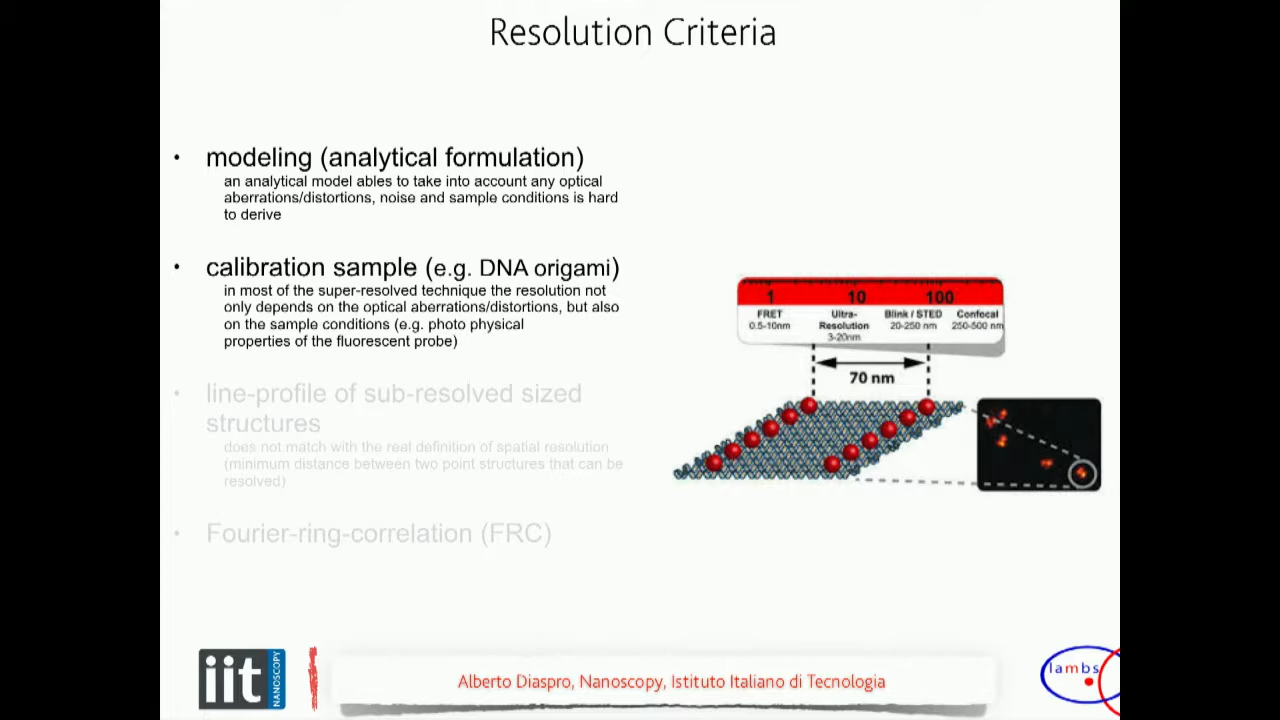 Resolution Criteria
• modeling (analytical formulation)
an analytical model ables to take into account any optical
aberrations/distortions, noise and sample conditions is hard
to derive
• calibration sample (e.g. DNA origami)
in most of the super-resolved technique the resolution not
only depends on the optical aberrations/distortions, but also
on the sample conditions (e.g. photo physical
properties of the fluorescent probe)
• line-profile of sub-resolved sized
structures
does not match with the real definition of spatial resolution
(minimum distance between two point structures that can be
resolved)
• Fourier-ring-correlation (FRC)
1 10 100
FRET Ultra- Blink / STED Confocal
0.5-10nm Resolution 20-250 nm 250-500 nm
3-20nm
70 nm
iit NANOSCOPY
Alberto Diaspro, Nanoscopy, Istituto Italiano di Tecnologia
lambs